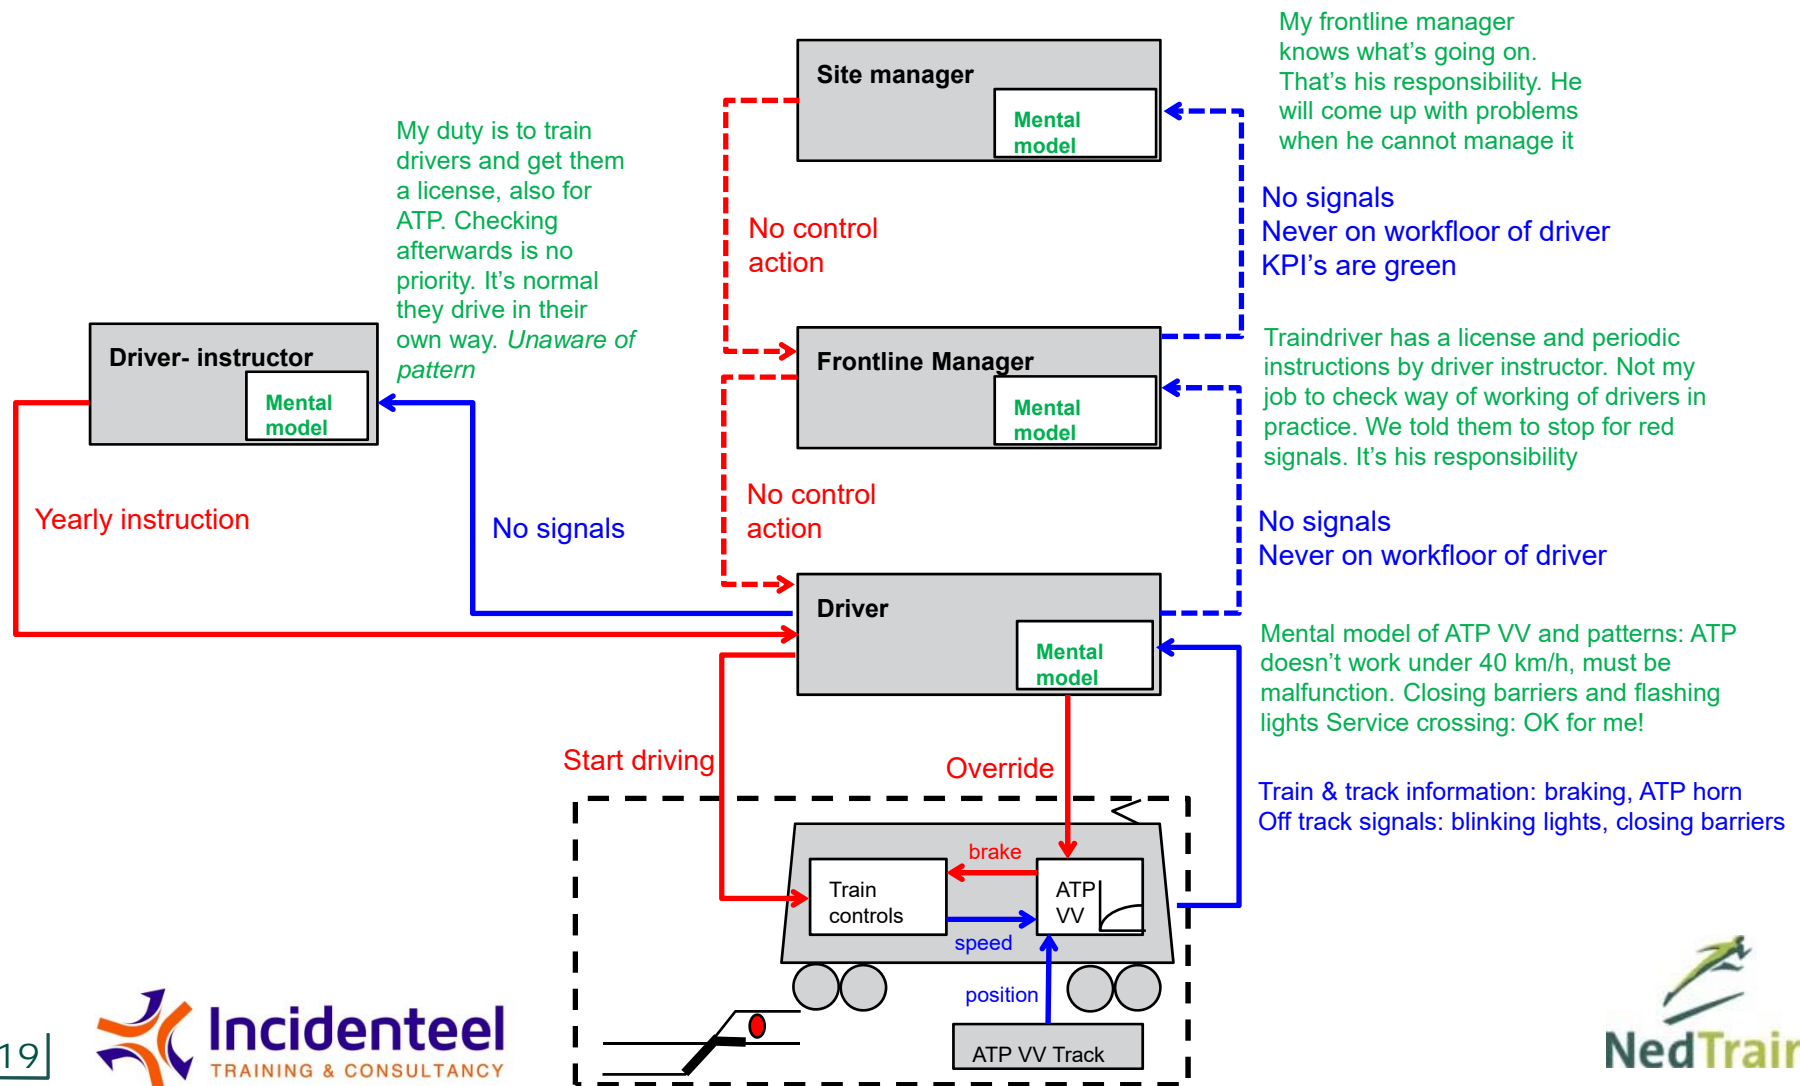 My frontline manager
knows what's going on.
That's his responsibility. He
will come up with problems
when he cannot manage it
Site manager
Mental
model
My duty is to train
drivers and get them
a license, also for
ATP. Checking
afterwards is no
priority. It's normal
they drive in their
own way. Unaware of
pattern
No control
action
No signals
Never on workfloor of driver
KPI's are green
Driver- instructor
Mental
model
Frontline Manager
Mental
model
Traindriver has a license and periodic
instructions by driver instructor. Not my
job to check way of working of drivers in
practice. We told them to stop for red
signals. It's his responsibility
Yearly instruction
No signals
No control
action
No signals
Never on workfloor of driver
Driver
Mental
model
Mental model of ATP VV and patterns: ATP
doesn't work under 40 km/h, must be
malfunction. Closing barriers and flashing
lights Service crossing: OK for me!
Start driving
Override
Train & track information: braking, ATP horn
Off track signals: blinking lights, closing barriers
brake
Train
controls
ATP
VV
speed
position
ATP VV Track
19
Incidenteel
TRAINING & CONSULTANCY
NedTrain